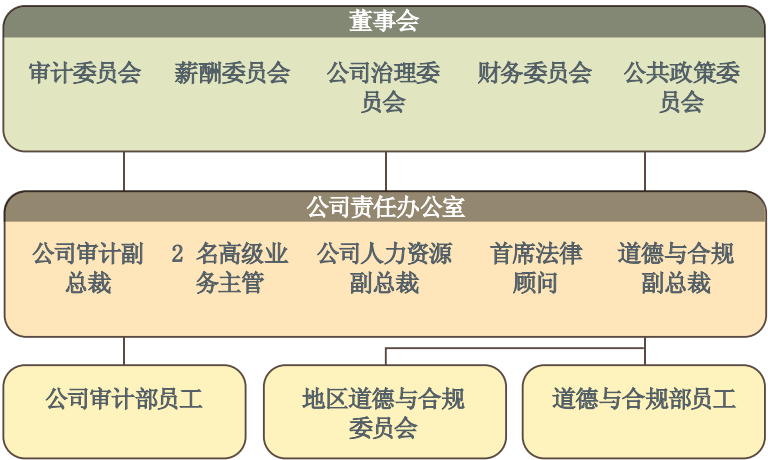 董事会
审计委员会 薪酬委员会 公司治理委员会 财务委员会 公共政策委员会
公司责任办公室
公司审计副总裁 2 名高级业务主管 公司人力资源副总裁 首席法律顾问 道德与合规副总裁
公司审计部员工 地区道德与合规委员会 道德与合规部员工